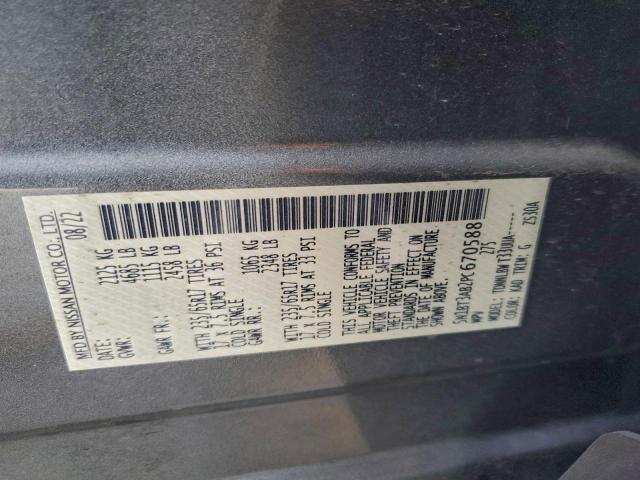 MFD BY NISSAN MOTOR CO., LTD.
DATE: 08/22
GVWR: 2125 KG
4685 LB
GAWR FR.: 1115 KG
2458 LB
WITH 235/65R17 TIRES
17 X 7.5 RIMS AT 36 PSI
COLD SINGLE
GAWR RR.: 1065 KG
2348 LB
WITH 235/65R17 TIRES
17 X 7.5 RIMS AT 33 PSI
COLD SINGLE
THIS VEHICLE CONFORMS TO
ALL APPLICABLE FEDERAL
MOTOR VEHICLE SAFETY AND
THEFT PREVENTION
STANDARDS IN EFFECT ON
THE DATE OF MANUFACTURE
SHOWN ABOVE.
5N1BT3AB2PC670588
MPV 275
COLOR: KAD TRIM: G ZS30A